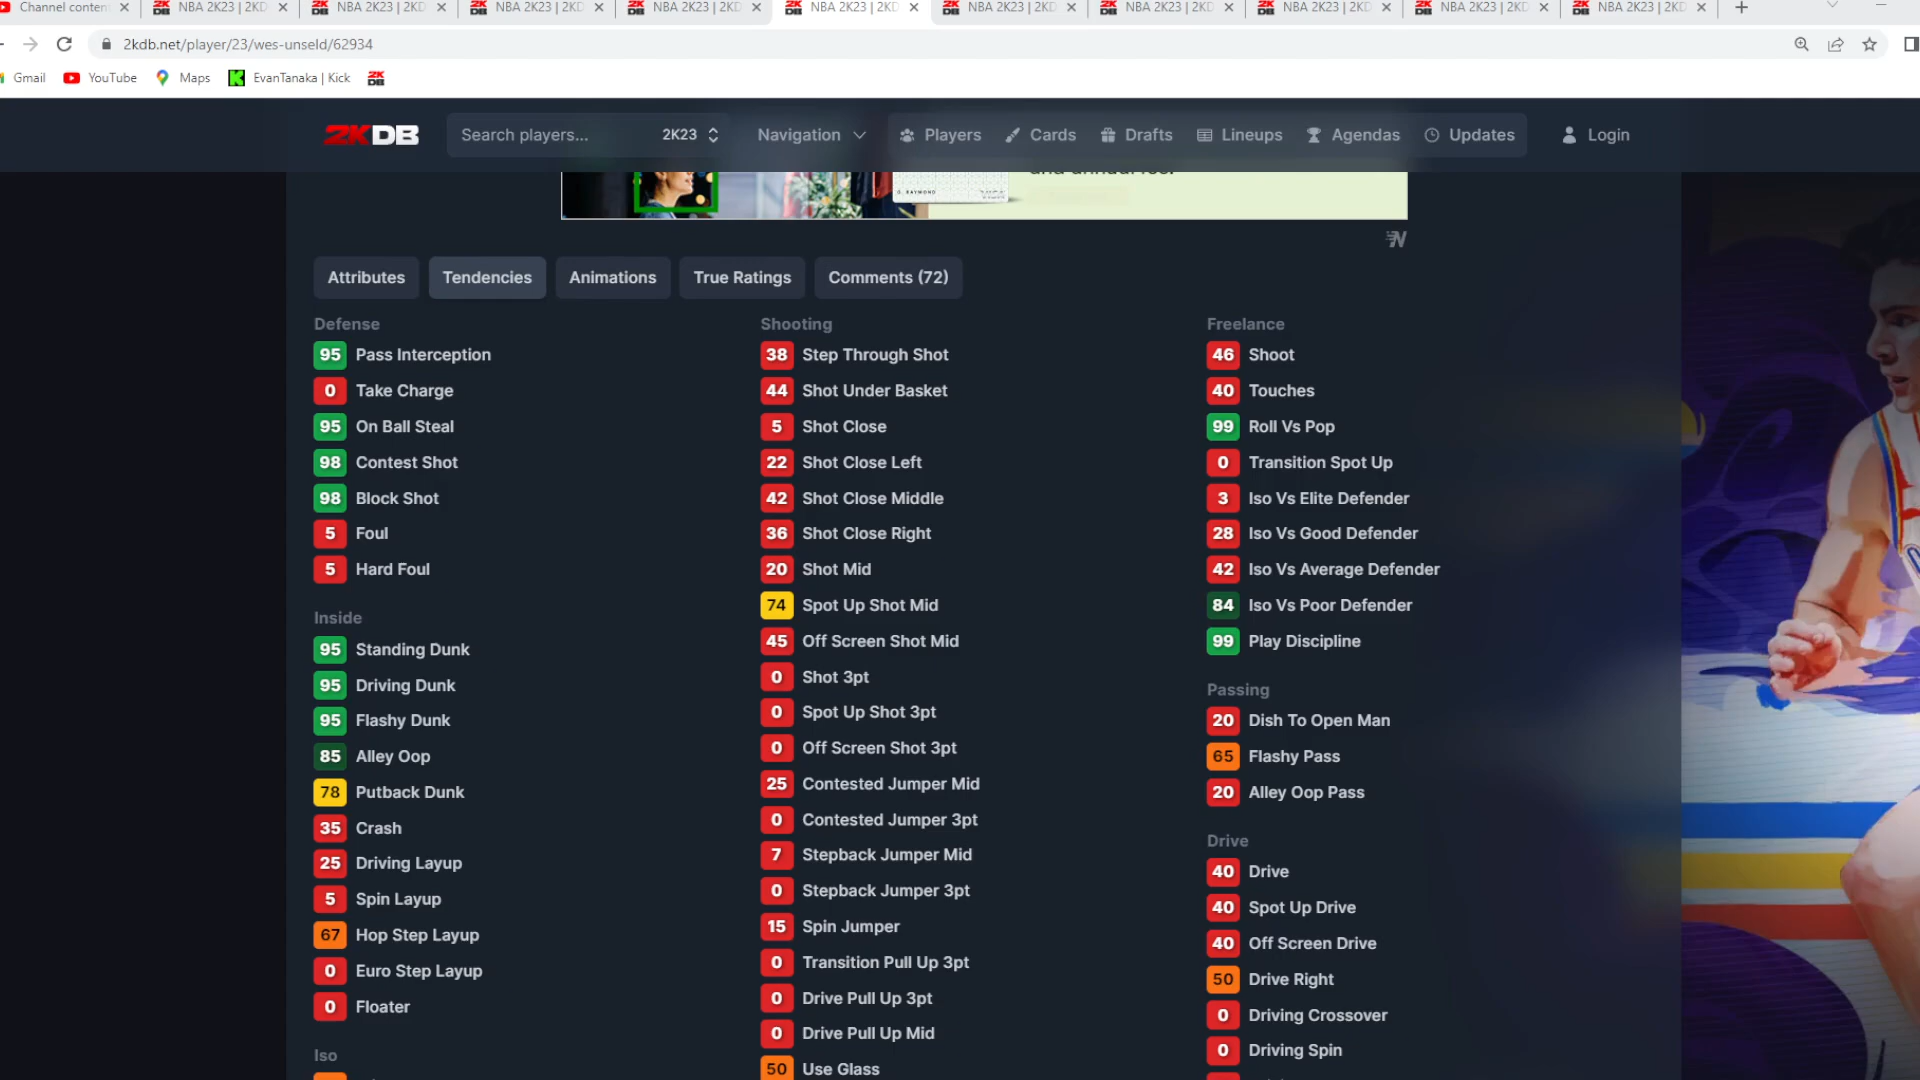 Channel conten
NBA 2K23 | 2KD
NBA 2K23 | 2KD
NBA 2K23 | 2KD
NBA 2K23 | 2KD
NBA 2K23 | 2KD
NBA 2K23 | 2KD
NBA 2K23 | 2KD
NBA 2K23 | 2KD
NBA 2K23 | 2KD
NBA 2K23 | 2KD
2kdb.net/player/23/wes-unseld/62934
Gmail YouTube Maps EvanTanaka | Kick 2KDB
2KDB Search players... 2K23 Navigation Players Cards Drafts Lineups Agendas Updates Login
and annual fee.
Attributes Tendencies Animations True Ratings Comments (72)
Defense
95 Pass Interception
0 Take Charge
95 On Ball Steal
98 Contest Shot
98 Block Shot
5 Foul
5 Hard Foul
Inside
95 Standing Dunk
95 Driving Dunk
95 Flashy Dunk
85 Alley Oop
78 Putback Dunk
35 Crash
25 Driving Layup
5 Spin Layup
67 Hop Step Layup
0 Euro Step Layup
0 Floater
Iso
Shooting
38 Step Through Shot
44 Shot Under Basket
5 Shot Close
22 Shot Close Left
42 Shot Close Middle
36 Shot Close Right
20 Shot Mid
74 Spot Up Shot Mid
45 Off Screen Shot Mid
0 Shot 3pt
0 Spot Up Shot 3pt
0 Off Screen Shot 3pt
25 Contested Jumper Mid
0 Contested Jumper 3pt
7 Stepback Jumper Mid
0 Stepback Jumper 3pt
15 Spin Jumper
0 Transition Pull Up 3pt
0 Drive Pull Up 3pt
0 Drive Pull Up Mid
50 Use Glass
Freelance
46 Shoot
40 Touches
99 Roll Vs Pop
0 Transition Spot Up
3 Iso Vs Elite Defender
28 Iso Vs Good Defender
42 Iso Vs Average Defender
84 Iso Vs Poor Defender
99 Play Discipline
Passing
20 Dish To Open Man
65 Flashy Pass
20 Alley Oop Pass
Drive
40 Drive
40 Spot Up Drive
40 Off Screen Drive
50 Drive Right
0 Driving Crossover
0 Driving Spin